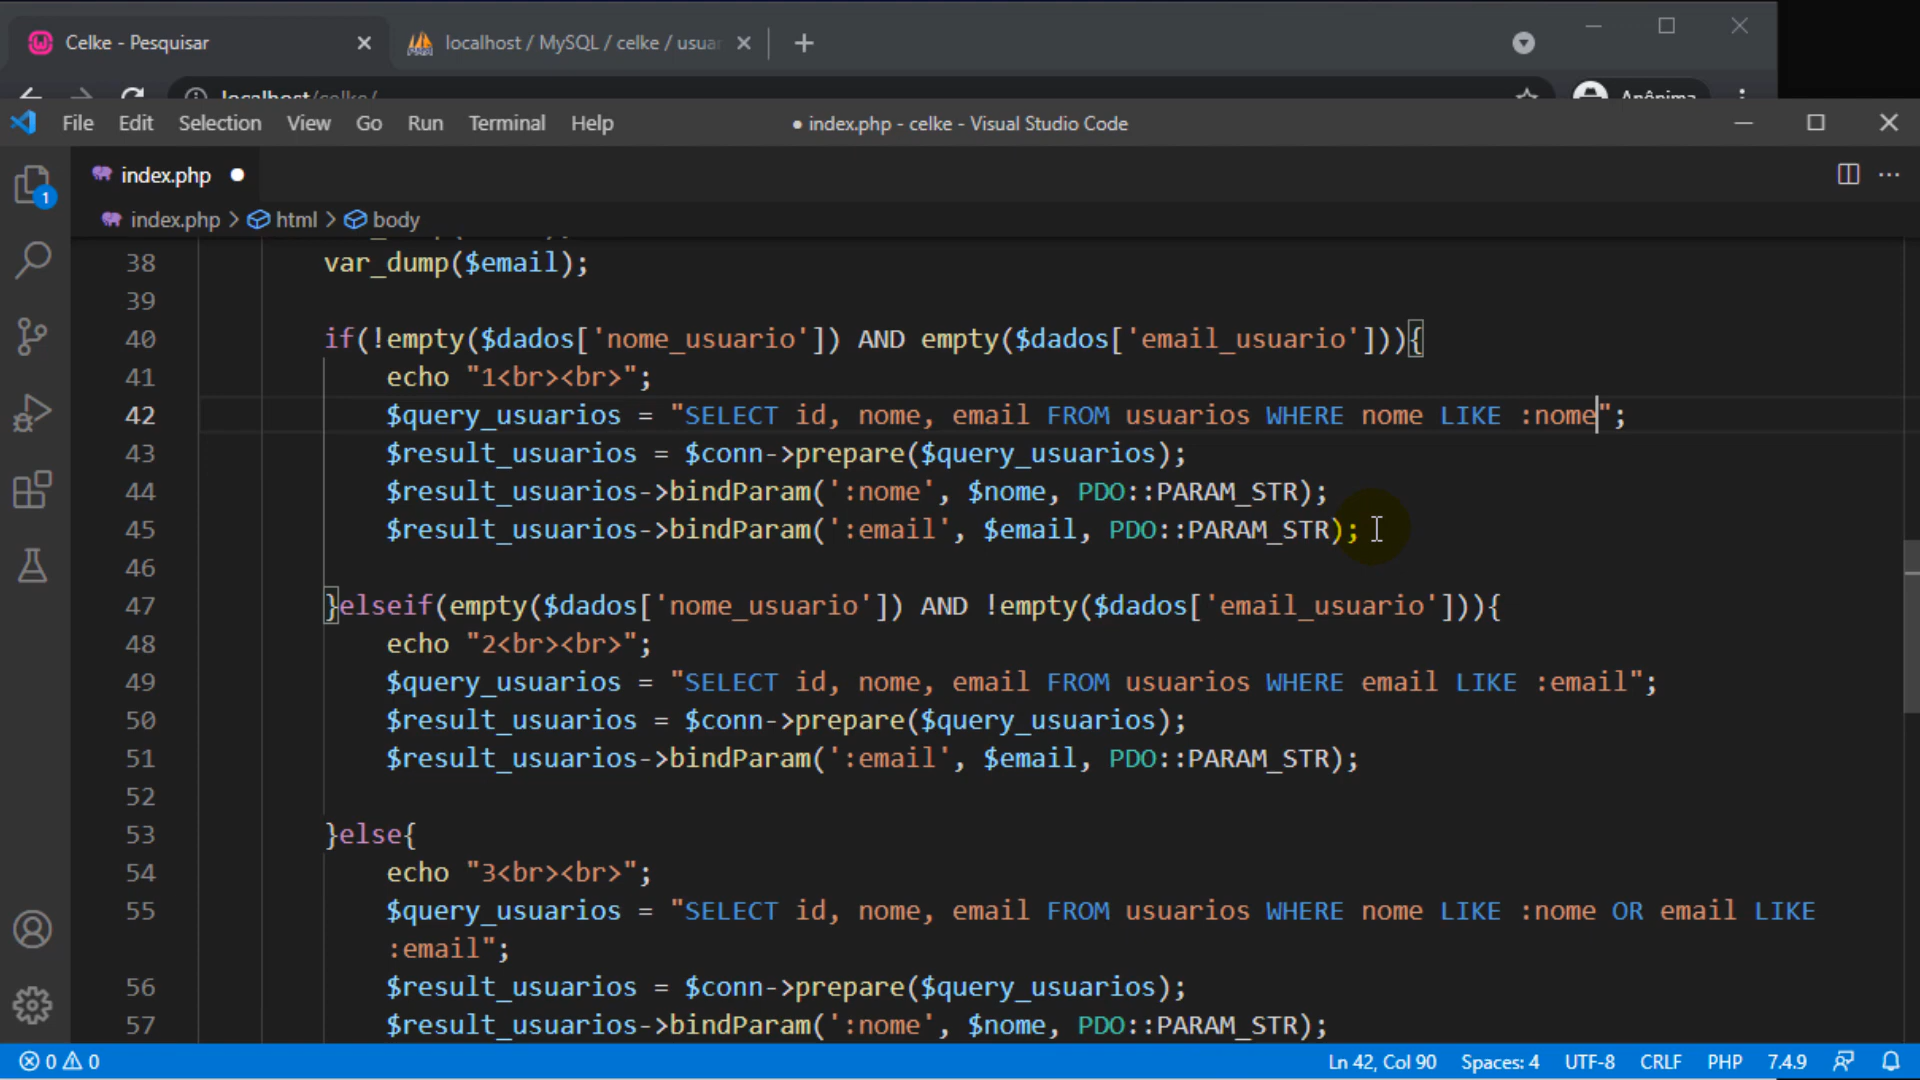 Celke - Pesquisar
localhost / MySQL / celke / usuar
localhost/celke/
Anônima
File Edit Selection View Go Run Terminal Help
● index.php - celke - Visual Studio Code
index.php
index.php > html > body
1
38 var_dump($email);
39
40 if(!empty($dados['nome_usuario']) AND empty($dados['email_usuario'])){
41 echo "1<br><br>";
42 $query_usuarios = "SELECT id, nome, email FROM usuarios WHERE nome LIKE :nome";
43 $result_usuarios = $conn->prepare($query_usuarios);
44 $result_usuarios->bindParam(':nome', $nome, PDO::PARAM_STR);
45 $result_usuarios->bindParam(':email', $email, PDO::PARAM_STR);
46
47 }elseif(empty($dados['nome_usuario']) AND !empty($dados['email_usuario'])){
48 echo "2<br><br>";
49 $query_usuarios = "SELECT id, nome, email FROM usuarios WHERE email LIKE :email";
50 $result_usuarios = $conn->prepare($query_usuarios);
51 $result_usuarios->bindParam(':email', $email, PDO::PARAM_STR);
52
53 }else{
54 echo "3<br><br>";
55 $query_usuarios = "SELECT id, nome, email FROM usuarios WHERE nome LIKE :nome OR email LIKE
:email";
56 $result_usuarios = $conn->prepare($query_usuarios);
57 $result_usuarios->bindParam(':nome', $nome, PDO::PARAM_STR);
0 0
Ln 42, Col 90 Spaces: 4 UTF-8 CRLF PHP 7.4.9